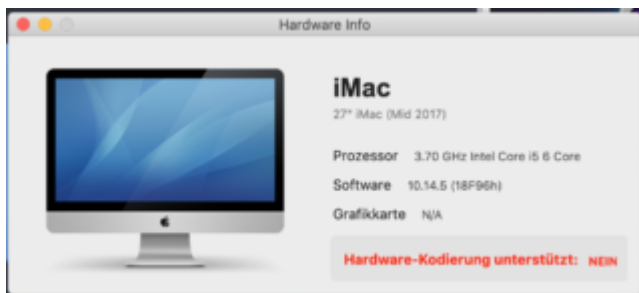 Hardware Info
iMac
27" iMac (Mid 2017)
Prozessor 3.70 GHz Intel Core i5 6 Core
Software 10.14.5 (18F96h)
Grafikkarte N/A
Hardware-Kodierung unterstützt: NEIN